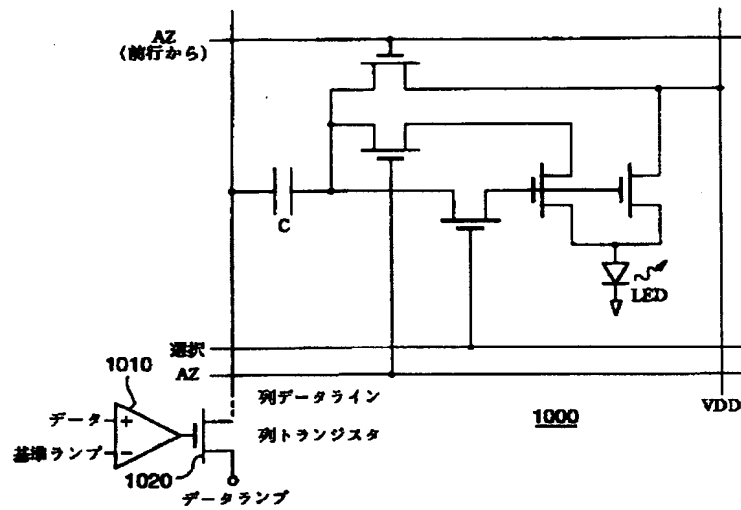 AZ
(前行から)
C
LED
選択
AZ
VDD
1010
列データライン
データ
+
1000
列トランジスタ
基準ランプ
−
1020
データランプ